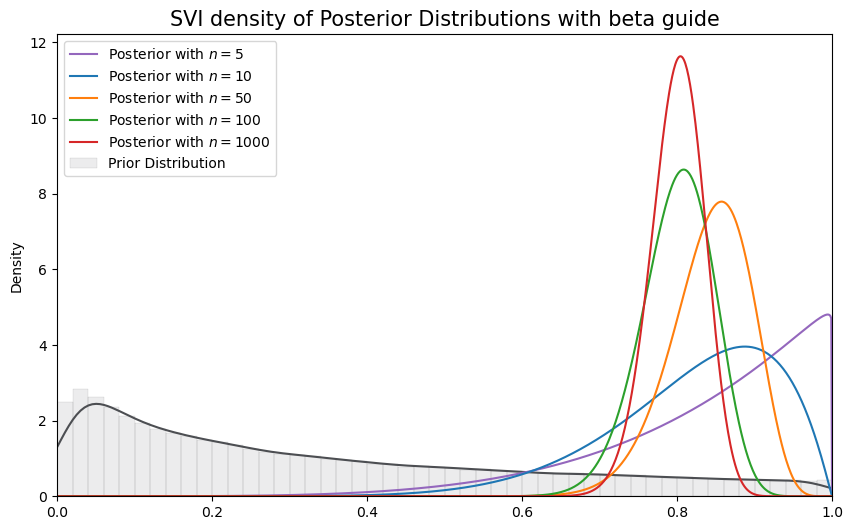 SVI density of Posterior Distributions with beta guide
12
10
8
6
4
2
0
Density
Posterior with n = 5
Posterior with n = 10
Posterior with n = 50
Posterior with n = 100
Posterior with n = 1000
Prior Distribution
0.0 0.2 0.4 0.6 0.8 1.0